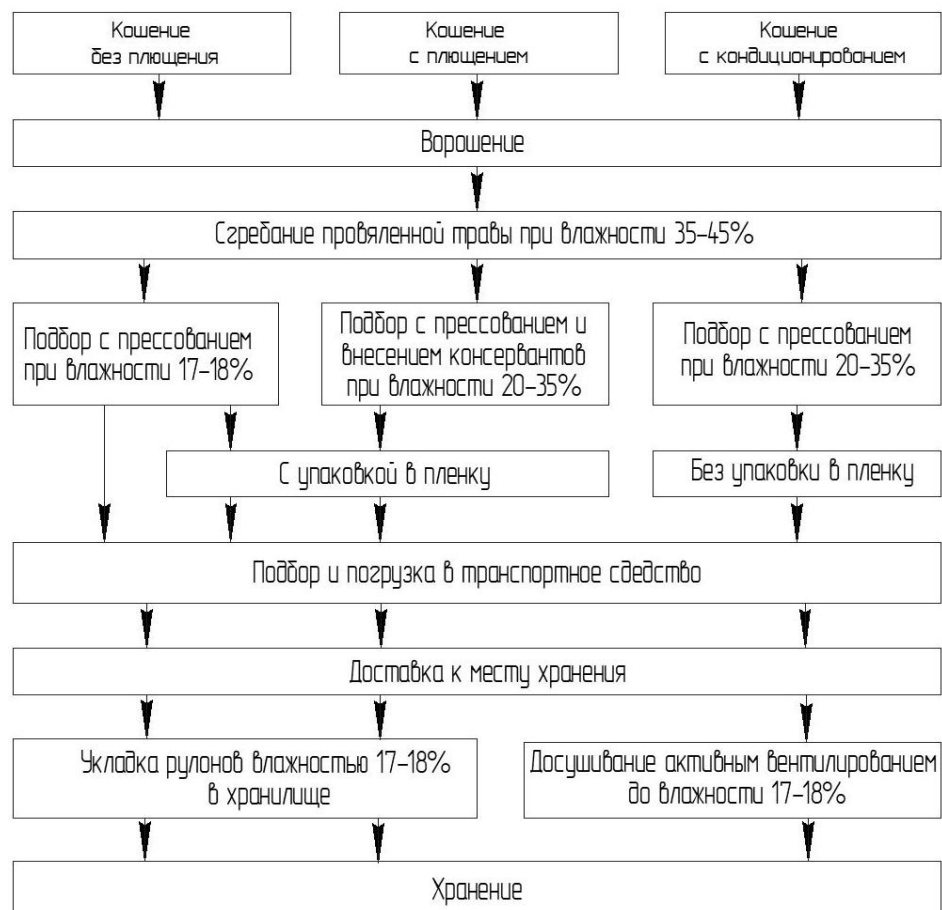 Кошение
без плющения
Кошение
с плющением
Кошение
с кондиционированием
Ворошение
Сгребание провяленной травы при влажности 35–45%
Подбор с прессованием
при влажности 17–18%
Подбор с прессованием и
внесением консервантов
при влажности 20–35%
Подбор с прессованием
при влажности 20–35%
С упаковкой в пленку
Без упаковки в пленку
Подбор и погрузка в транспортное сдедство
Доставка к месту хранения
Укладка рулонов влажностью 17–18%
в хранилище
Досушивание активным вентилированием
до влажности 17–18%
Хранение